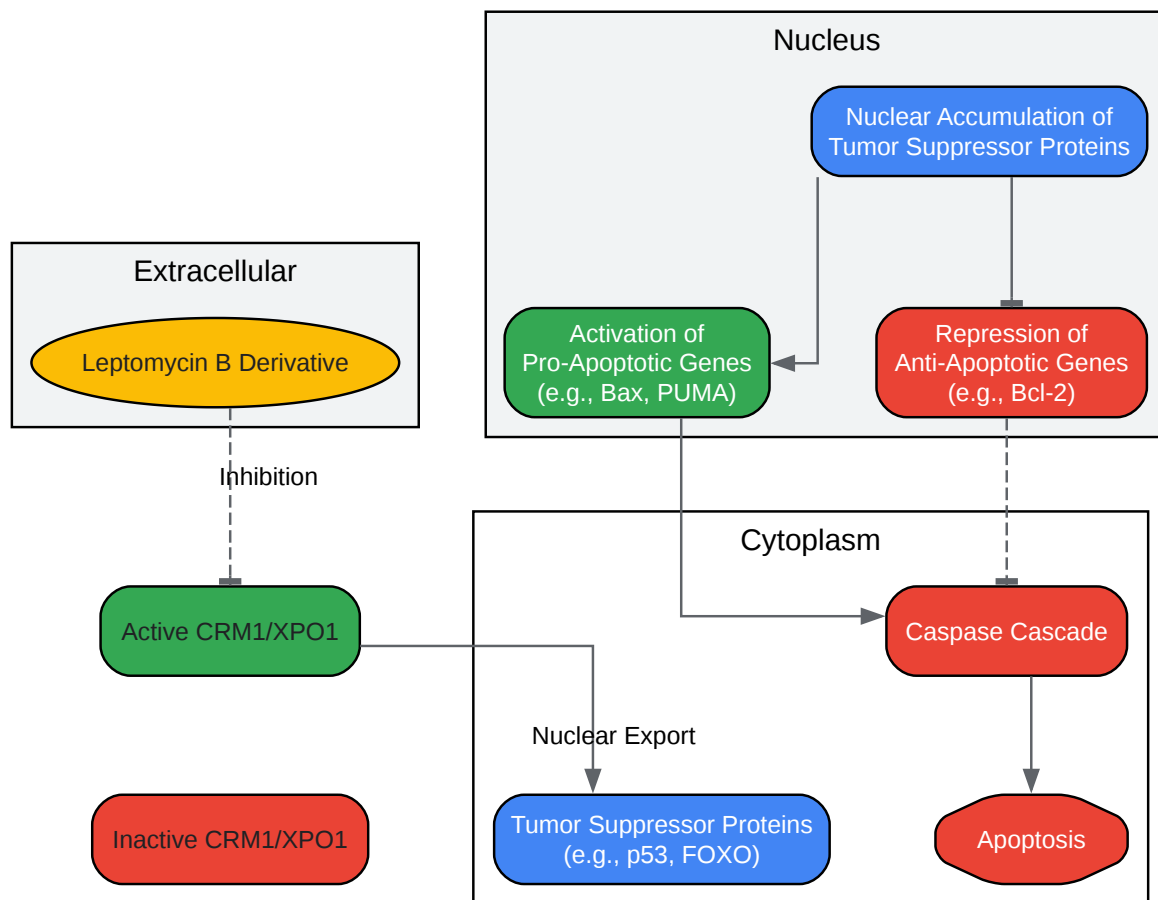 Nucleus
Nuclear Accumulation of
Tumor Suppressor Proteins
Extracellular
Leptomycin B Derivative
Activation of
Pro-Apoptotic Genes
(e.g., Bax, PUMA)
Repression of
Anti-Apoptotic Genes
(e.g., Bcl-2)
Inhibition
Cytoplasm
Active CRM1/XPO1
Caspase Cascade
Nuclear Export
Inactive CRM1/XPO1
Tumor Suppressor Proteins
(e.g., p53, FOXO)
Apoptosis